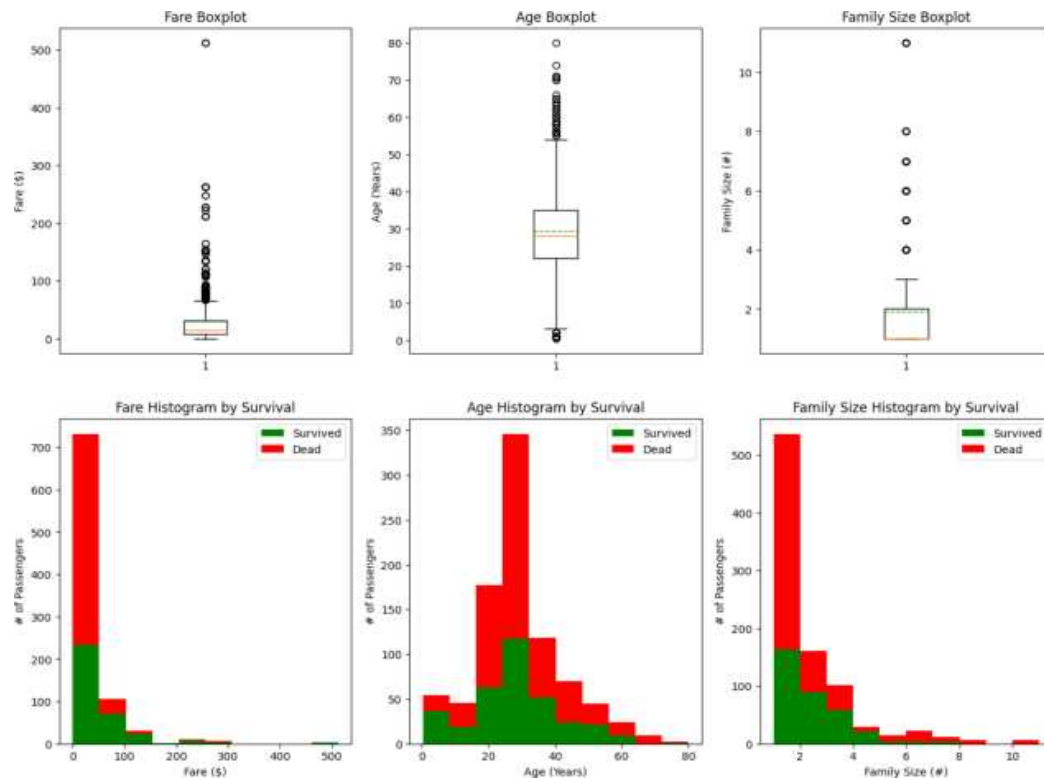 Fare Boxplot
Fare ($)
500
400
300
200
100
0
1
Age Boxplot
Age (Years)
80
70
60
50
40
30
20
10
0
1
Family Size Boxplot
Family Size (#)
10
8
6
4
2
1
Fare Histogram by Survival
Survived
Dead
# of Passengers
700
600
500
400
300
200
100
0
0 100 200 300 400 500
Fare ($)
Age Histogram by Survival
Survived
Dead
# of Passengers
350
300
250
200
150
100
50
0
0 20 40 60 80
Age (Years)
Family Size Histogram by Survival
Survived
Dead
# of Passengers
500
400
300
200
100
0
2 4 6 8 10
Family Size (#)